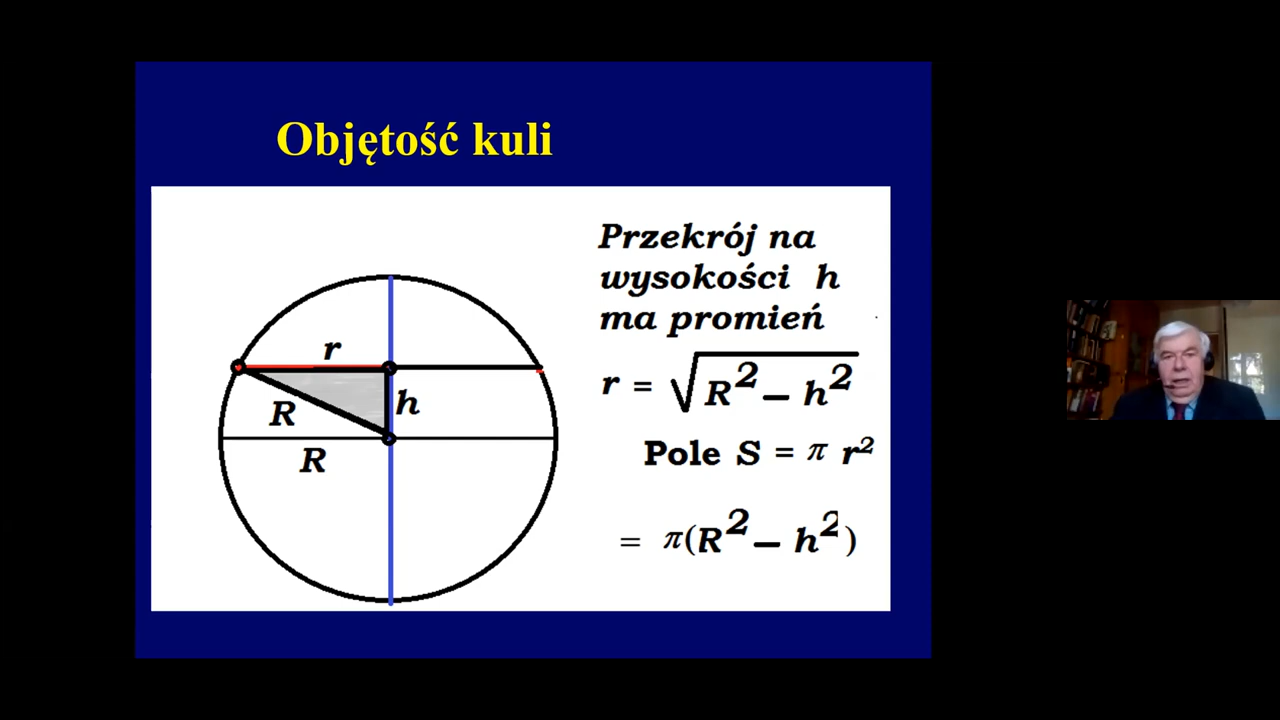 Objętość kuli
Przekrój na
wysokości h
ma promień
r = √R² – h²
Pole S = π r²
= π(R² – h²)
r
R
h
R